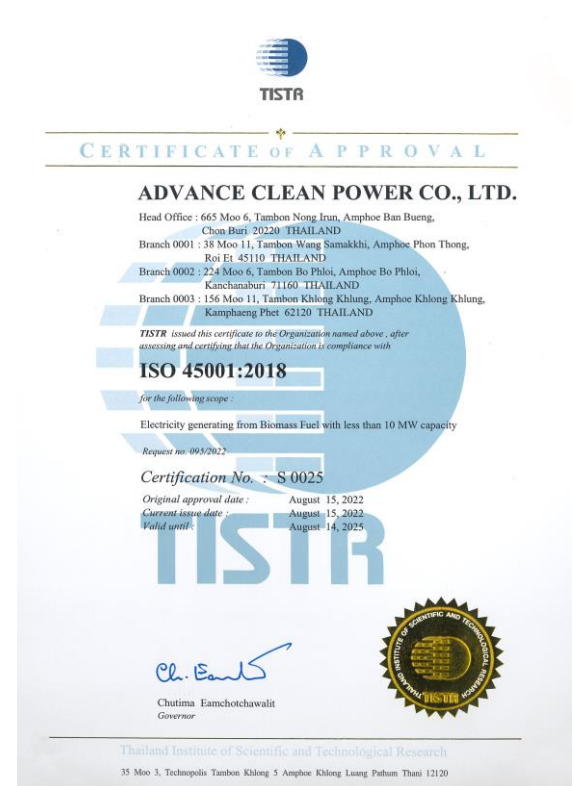 TISTR
CERTIFICATE OF APPROVAL
ADVANCE CLEAN POWER CO., LTD.
Head Office : 665 Moo 6, Tambon Nong Irun, Amphoe Ban Bueng,
Chon Buri 20220 THAILAND
Branch 0001 : 38 Moo 11, Tambon Wang Samakkhi, Amphoe Phon Thong,
Roi Et 45110 THAILAND
Branch 0002 : 224 Moo 6, Tambon Bo Phloi, Amphoe Bo Phloi,
Kanchanaburi 71160 THAILAND
Branch 0003 : 156 Moo 11, Tambon Khlong Khlung, Amphoe Khlong Khlung,
Kamphaeng Phet 62120 THAILAND
TISTR issued this certificate to the Organization named above , after
assessing and certifying that the Organization is compliance with
ISO 45001:2018
for the following scope :
Electricity generating from Biomass Fuel with less than 10 MW capacity
Request no. 095/2022
Certification No. : S 0025
Original approval date : August 15, 2022
Current issue date : August 15, 2022
Valid until : August 14, 2025
TISTR
Ch. Eam
THAILAND INSTITUTE OF SCIENTIFIC AND TECHNOLOGICAL RESEARCH
TISTR
Chutima Eamchotchawalit
Governor
Thailand Institute of Scientific and Technological Research
35 Moo 3, Technopolis Tambon Khlong 5 Amphoe Khlong Luang Pathum Thani 12120